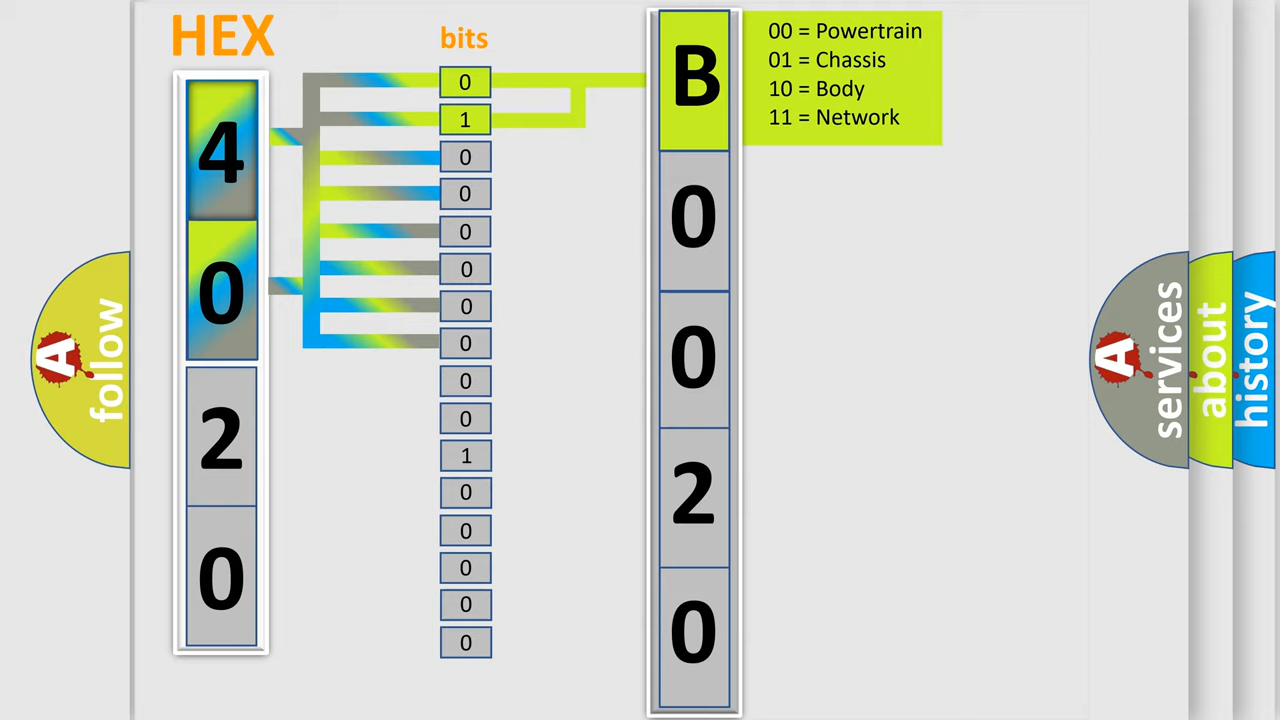 HEX
bits
4
0
2
0
0
1
0
0
0
0
0
0
0
0
1
0
0
0
0
0
B
0
0
2
0
00 = Powertrain
01 = Chassis
10 = Body
11 = Network
A
follow
A
services
about
history